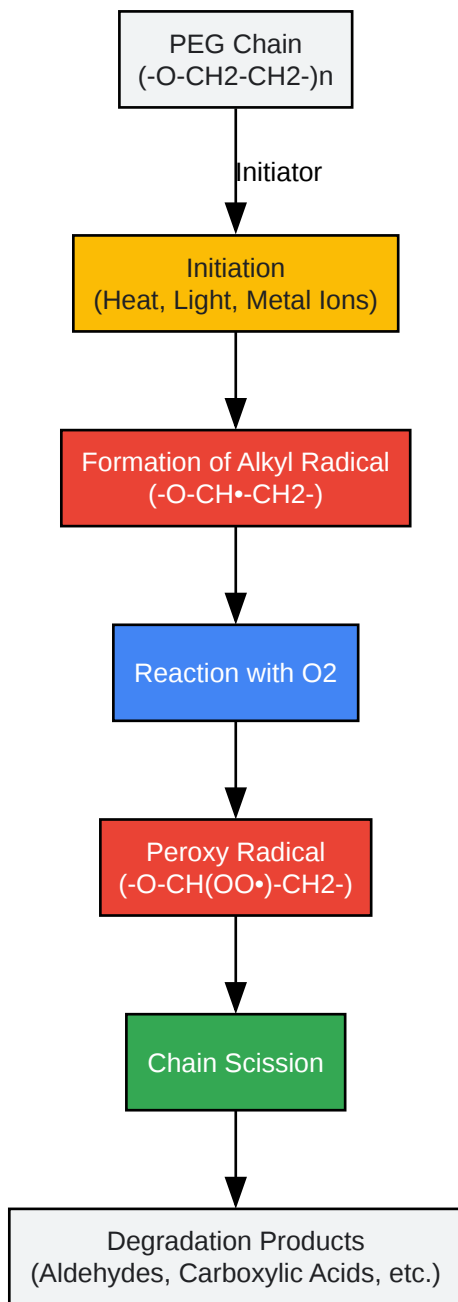 PEG Chain
(-O-CH2-CH2-)n
Initiator
Initiation
(Heat, Light, Metal Ions)
Formation of Alkyl Radical
(-O-CH•-CH2-)
Reaction with O2
Peroxy Radical
(-O-CH(OO•)-CH2-)
Chain Scission
Degradation Products
(Aldehydes, Carboxylic Acids, etc.)